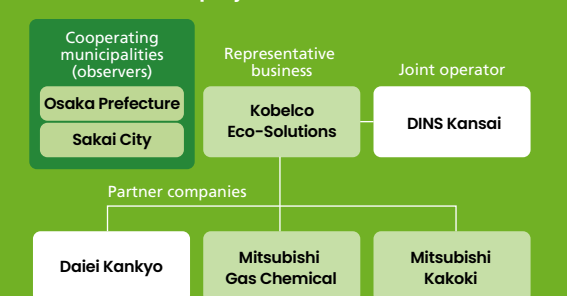 Cooperating
municipalities
(observers)
Osaka Prefecture
Sakai City
Representative
business
Kobelco
Eco-Solutions
Joint operator
DINS Kansai
Partner companies
Daiei Kankyo
Mitsubishi
Gas Chemical
Mitsubishi
Kakoki